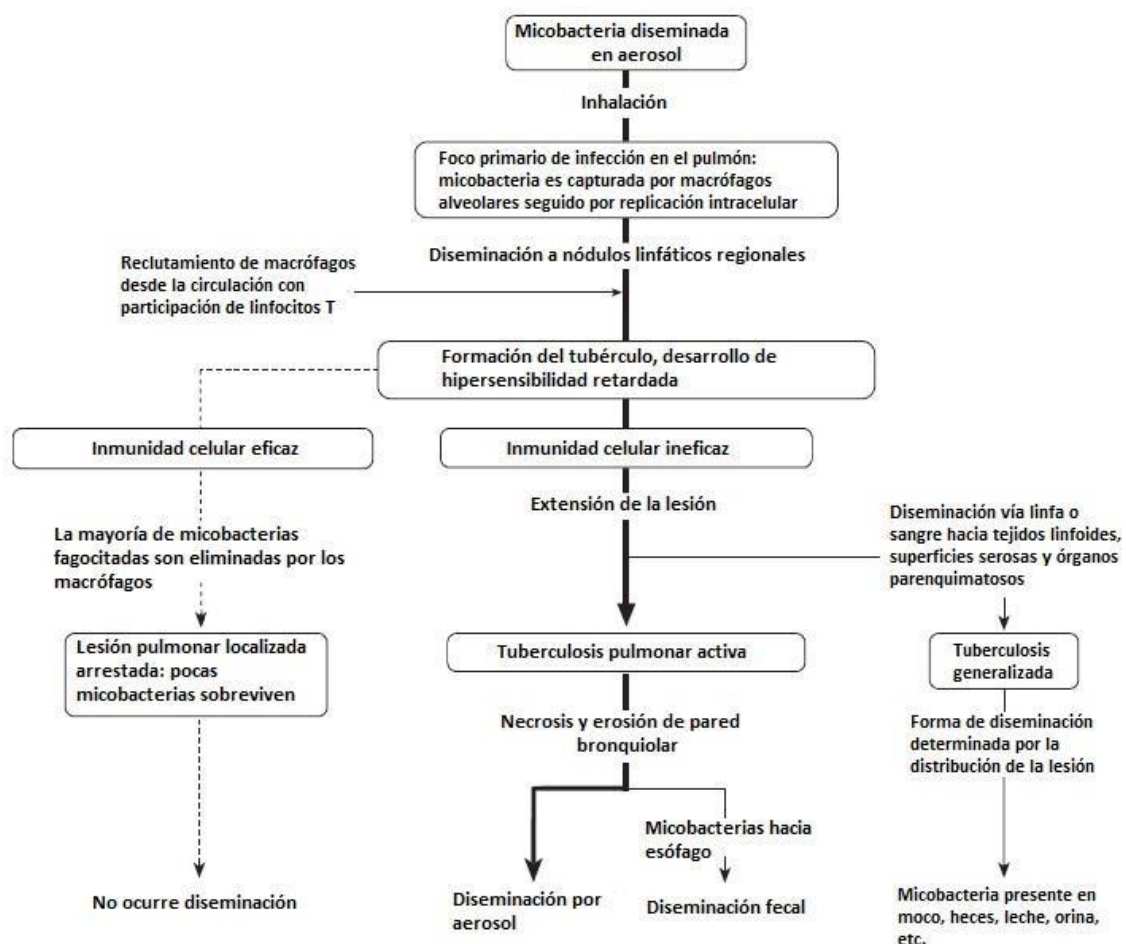 Micobacteria diseminada
en aerosol
Inhalación
Foco primario de infección en el pulmón:
micobacteria es capturada por macrófagos
alveolares seguido por replicación intracelular
Diseminación a nódulos linfáticos regionales
Reclutamiento de macrófagos
desde la circulación con
participación de linfocitos T
Formación del tubérculo, desarrollo de
hipersensibilidad retardada
Inmunidad celular eficaz
Inmunidad celular ineficaz
Extensión de la lesión
Diseminación vía linfa o
sangre hacia tejidos linfoides,
superficies serosas y órganos
parenquimatosos
La mayoría de micobacterias
fagocitadas son eliminadas por los
macrófagos
Lesión pulmonar localizada
arrestada: pocas
micobacterias sobreviven
Tuberculosis pulmonar activa
Tuberculosis
generalizada
Necrosis y erosión de pared
bronquiolar
Forma de diseminación
determinada por la
distribución de la lesión
Micobacterias hacia
esófago
No ocurre diseminación
Diseminación por
aerosol
Diseminación fecal
Micobacteria presente en
moco, heces, leche, orina,
etc.